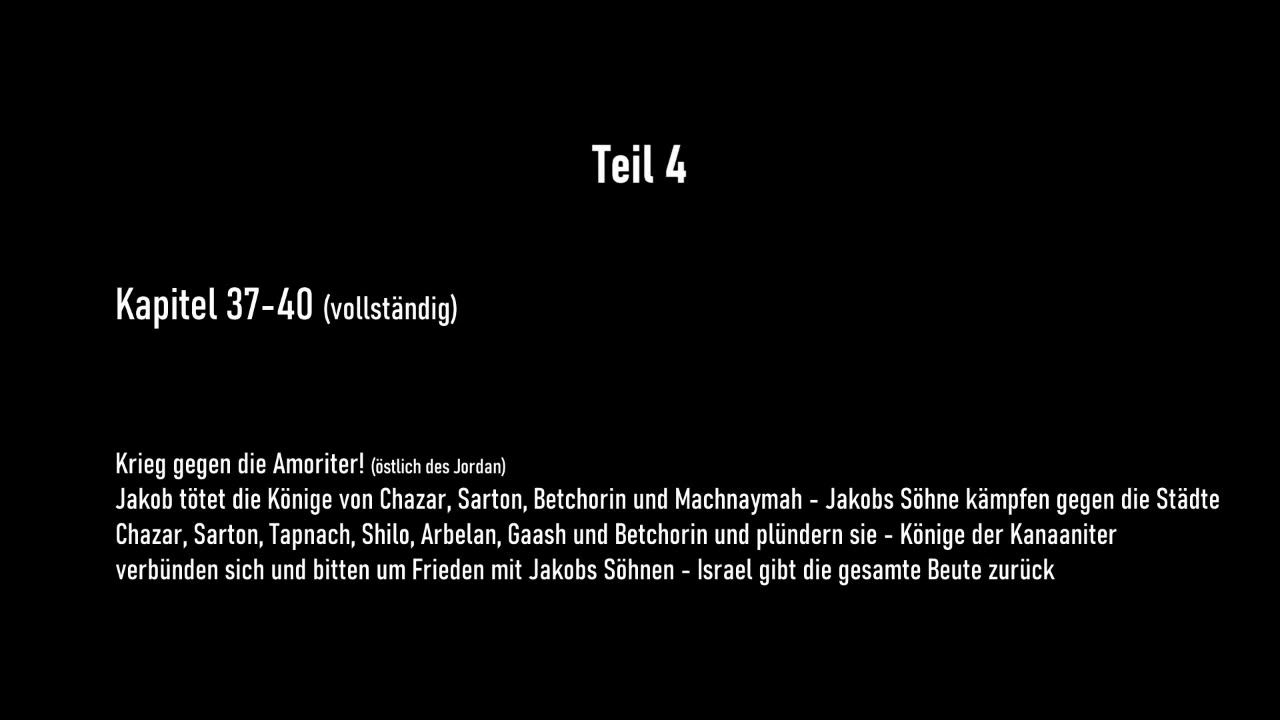 Teil 4
Kapitel 37-40 (vollständig)
Krieg gegen die Amoriter! (östlich des Jordan)
Jakob tötet die Könige von Chazar, Sarton, Betchorin und Machnaymah - Jakobs Söhne kämpfen gegen die Städte
Chazar, Sarton, Tapnach, Shilo, Arbelan, Gaash und Betchorin und plündern sie - Könige der Kanaaniter
verbünden sich und bitten um Frieden mit Jakobs Söhnen - Israel gibt die gesamte Beute zurück